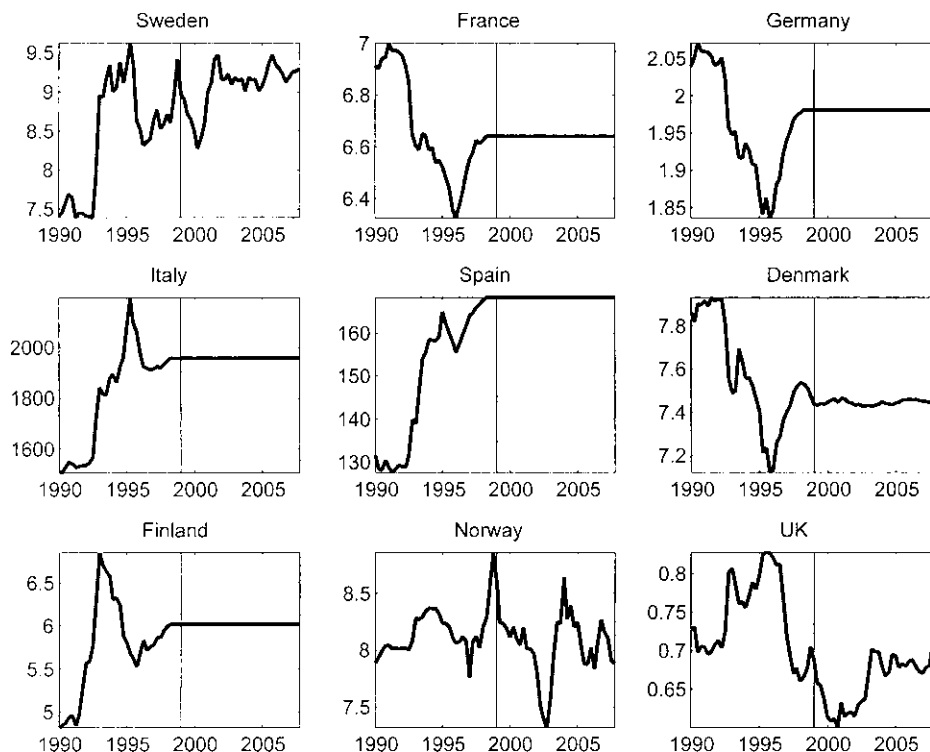 Sweden
9.5
9
8.5
8
7.5
1990 1995 2000 2005
France
7
6.8
6.6
6.4
1990 1995 2000 2005
Germany
2.05
2
1.95
1.9
1.85
1990 1995 2000 2005
Italy
2000
1800
1600
1990 1995 2000 2005
Spain
160
150
140
130
1990 1995 2000 2005
Denmark
7.8
7.6
7.4
7.2
1990 1995 2000 2005
Finland
6.5
6
5.5
5
1990 1995 2000 2005
Norway
8.5
8
7.5
1990 1995 2000 2005
UK
0.8
0.75
0.7
0.65
1990 1995 2000 2005